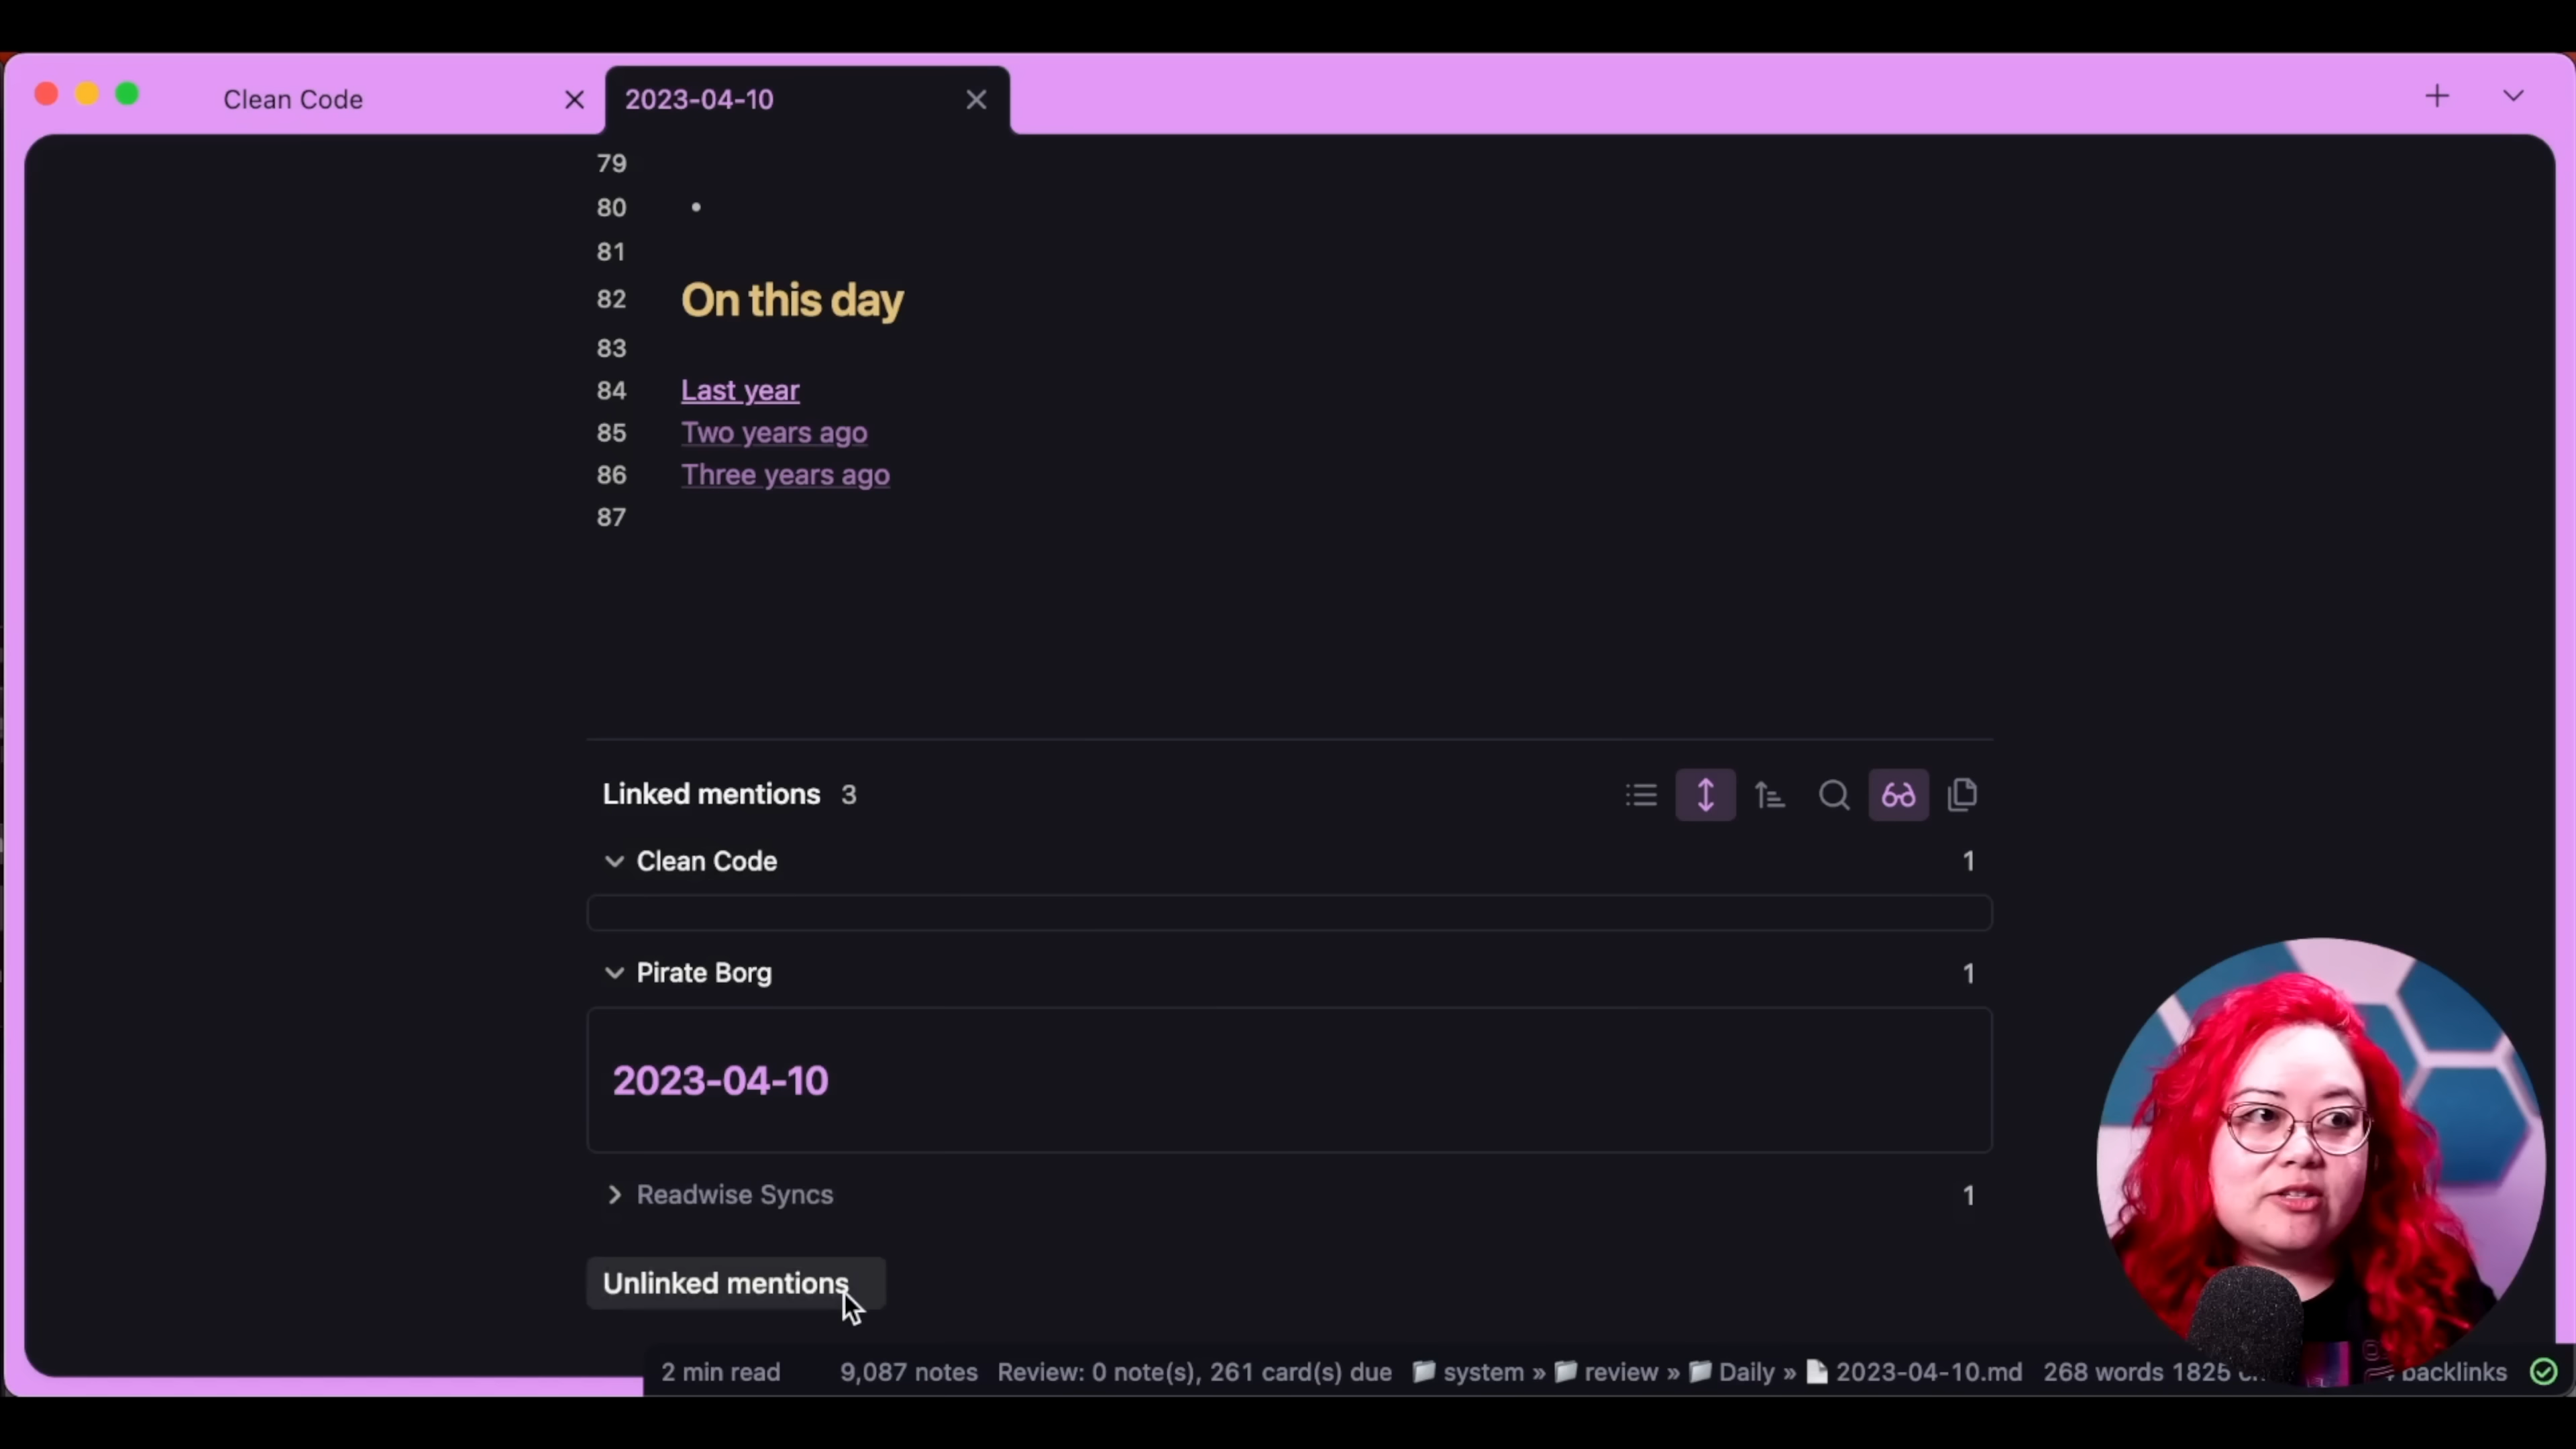 Clean Code
2023-04-10
79
80
81
82 On this day
83
84 Last year
85 Two years ago
86 Three years ago
87
Linked mentions 3
Clean Code 1
Pirate Borg 1
2023-04-10
Readwise Syncs 1
Unlinked mentions
2 min read 9,087 notes Review: 0 note(s), 261 card(s) due system » review » Daily » 2023-04-10.md 268 words 1825 backlinks